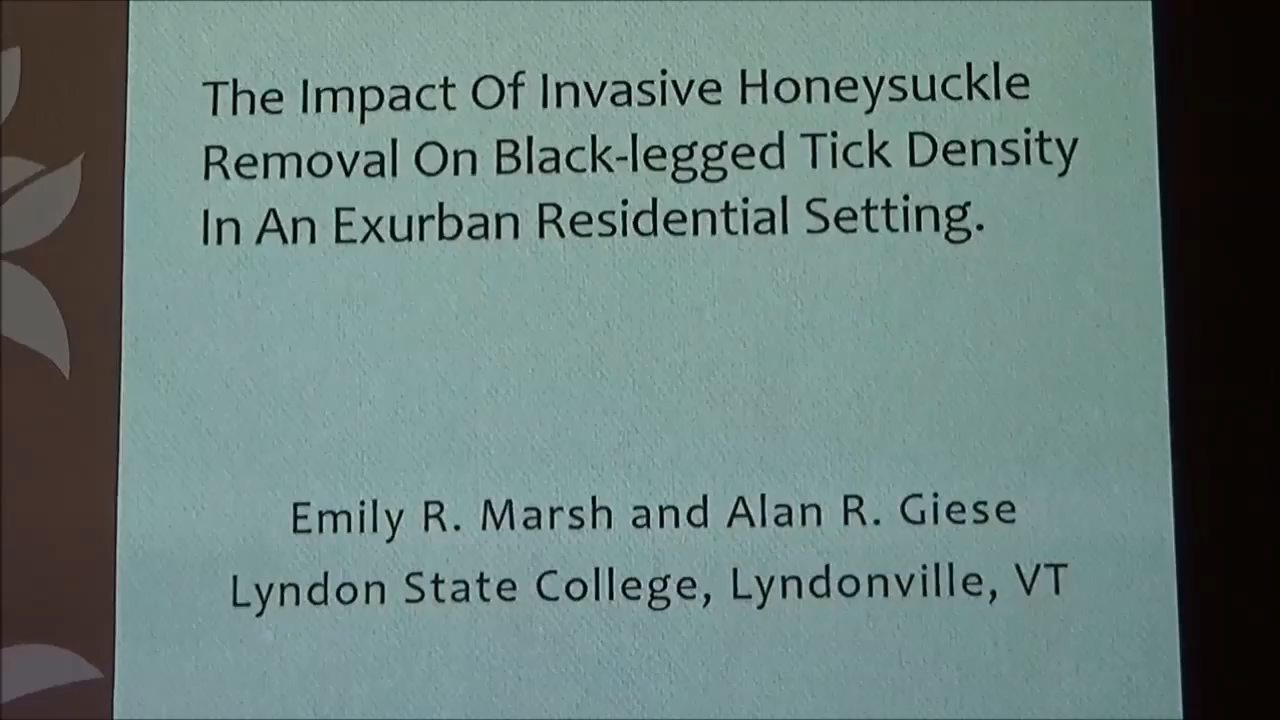 The Impact Of Invasive Honeysuckle
Removal On Black-legged Tick Density
In An Exurban Residential Setting.
Emily R. Marsh and Alan R. Giese
Lyndon State College, Lyndonville, VT